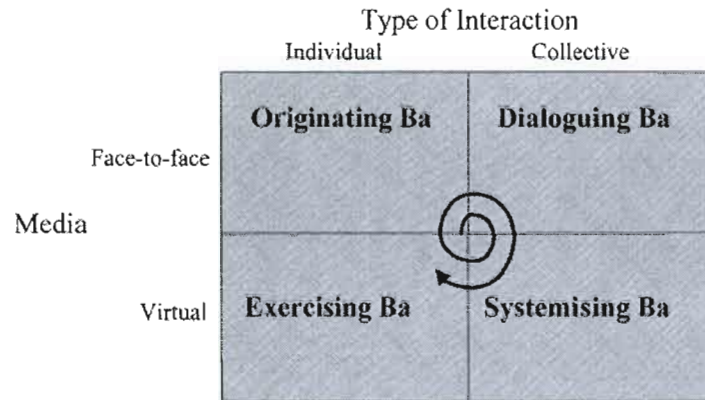 Type of Interaction
Individual Collective
Originating Ba Dialoguing Ba
Face-to-face
Media
Virtual Exercising Ba Systemising Ba